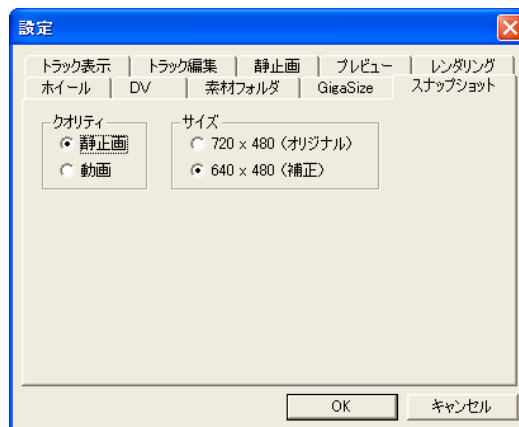 設定
トラック表示 トラック編集 静止画 プレビュー レンダリング
ホイール DV 素材フォルダ GigaSize スナップショット
クオリティ サイズ
静止画 720 x 480 (オリジナル)
動画 640 x 480 (補正)
OK キャンセル